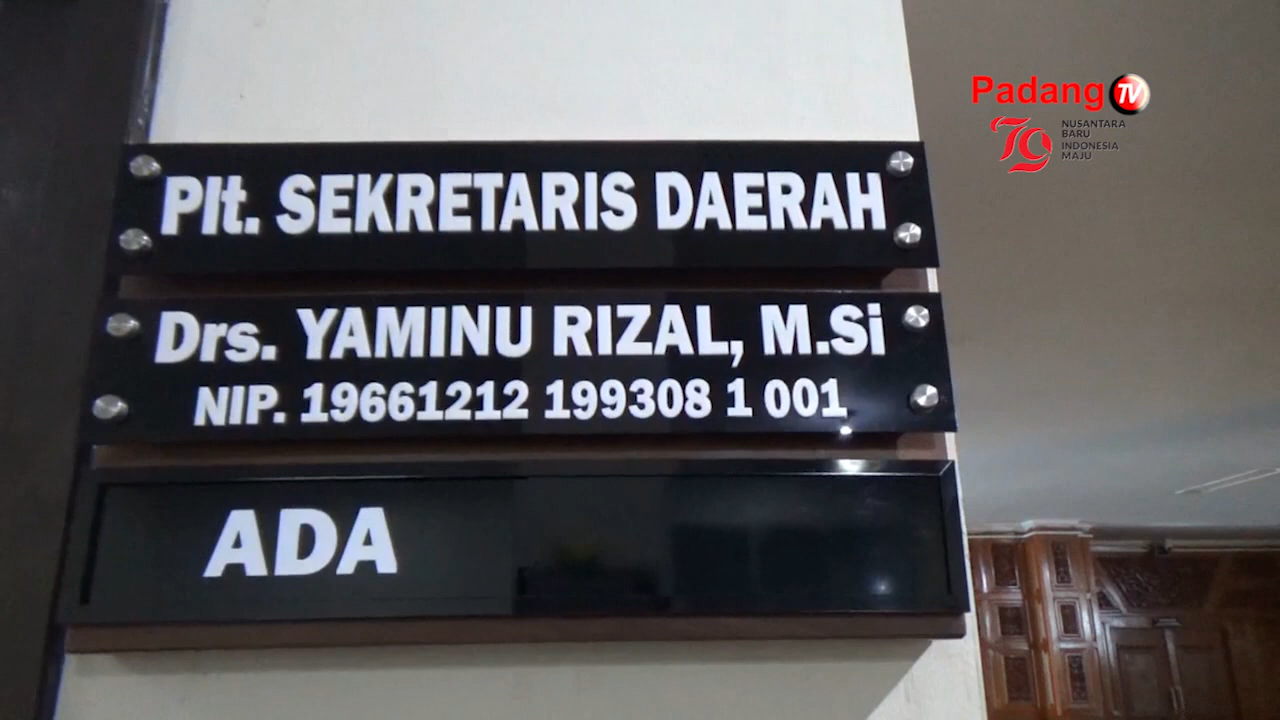 Padang TV
79 NUSANTARA
BARU
INDONESIA
MAJU
Plt. SEKRETARIS DAERAH
Drs. YAMINU RIZAL, M.Si
NIP. 19661212 199308 1 001
ADA